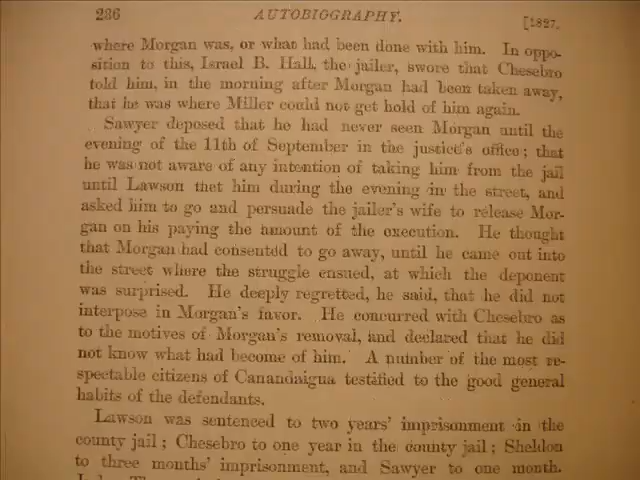 236 AUTOBIOGRAPHY. [1827.
where Morgan was, or what had been done with him. In oppo-
sition to this, Israel B. Hall, the jailer, swore that Chesebro
told him, in the morning after Morgan had been taken away,
that he was where Miller could not get hold of him again.
Sawyer deposed that he had never seen Morgan until the
evening of the 11th of September in the justice's office; that
he was not aware of any intention of taking him from the jail
until Lawson met him during the evening in the street, and
asked him to go and persuade the jailer's wife to release Mor-
gan on his paying the amount of the execution. He thought
that Morgan had consented to go away, until he came out into
the street where the struggle ensued, at which the deponent
was surprised. He deeply regretted, he said, that he did not
interpose in Morgan's favor. He concurred with Chesebro as
to the motives of Morgan's removal, and declared that he did
not know what had become of him. A number of the most re-
spectable citizens of Canandaigua testified to the good general
habits of the defendants.
Lawson was sentenced to two years' imprisonment in the
county jail; Chesebro to one year in the county jail; Sheldon
to three months' imprisonment, and Sawyer to one month.